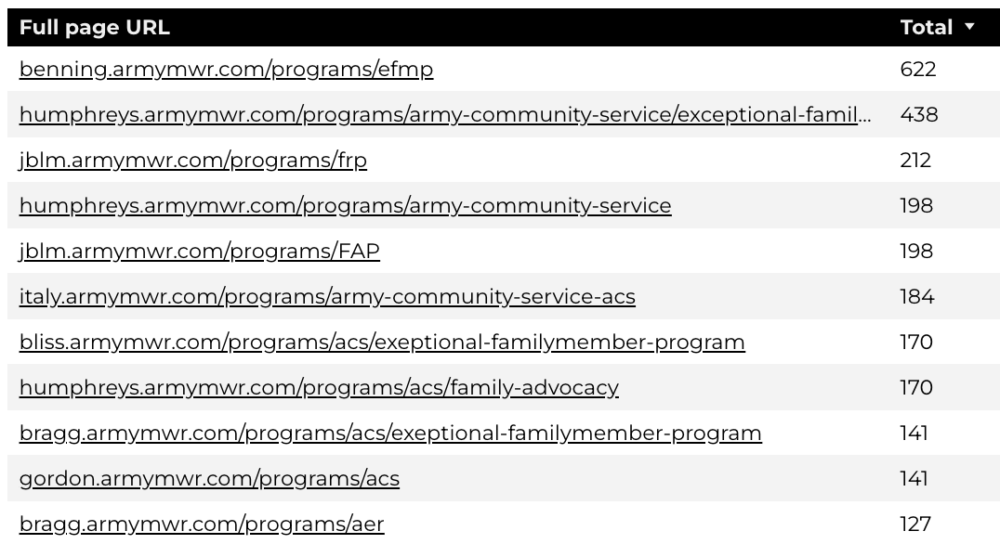 Full page URL Total
benning.armymwr.com/programs/efmp 622
humphreys.armymwr.com/programs/army-community-service/exceptional-famil... 438
jblm.armymwr.com/programs/frp 212
humphreys.armymwr.com/programs/army-community-service 198
jblm.armymwr.com/programs/FAP 198
italy.armymwr.com/programs/army-community-service-acs 184
bliss.armymwr.com/programs/acs/exeptional-familymember-program 170
humphreys.armymwr.com/programs/acs/family-advocacy 170
bragg.armymwr.com/programs/acs/exeptional-familymember-program 141
gordon.armymwr.com/programs/acs 141
bragg.armymwr.com/programs/aer 127